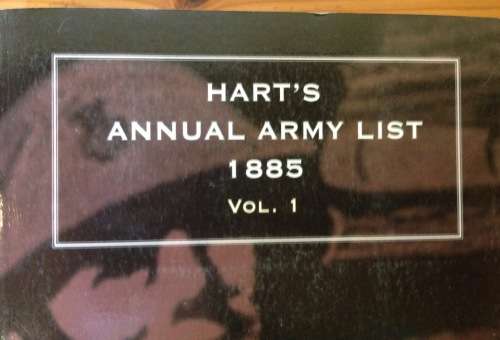 HART'S
ANNUAL ARMY LIST
1885
VOL. 1